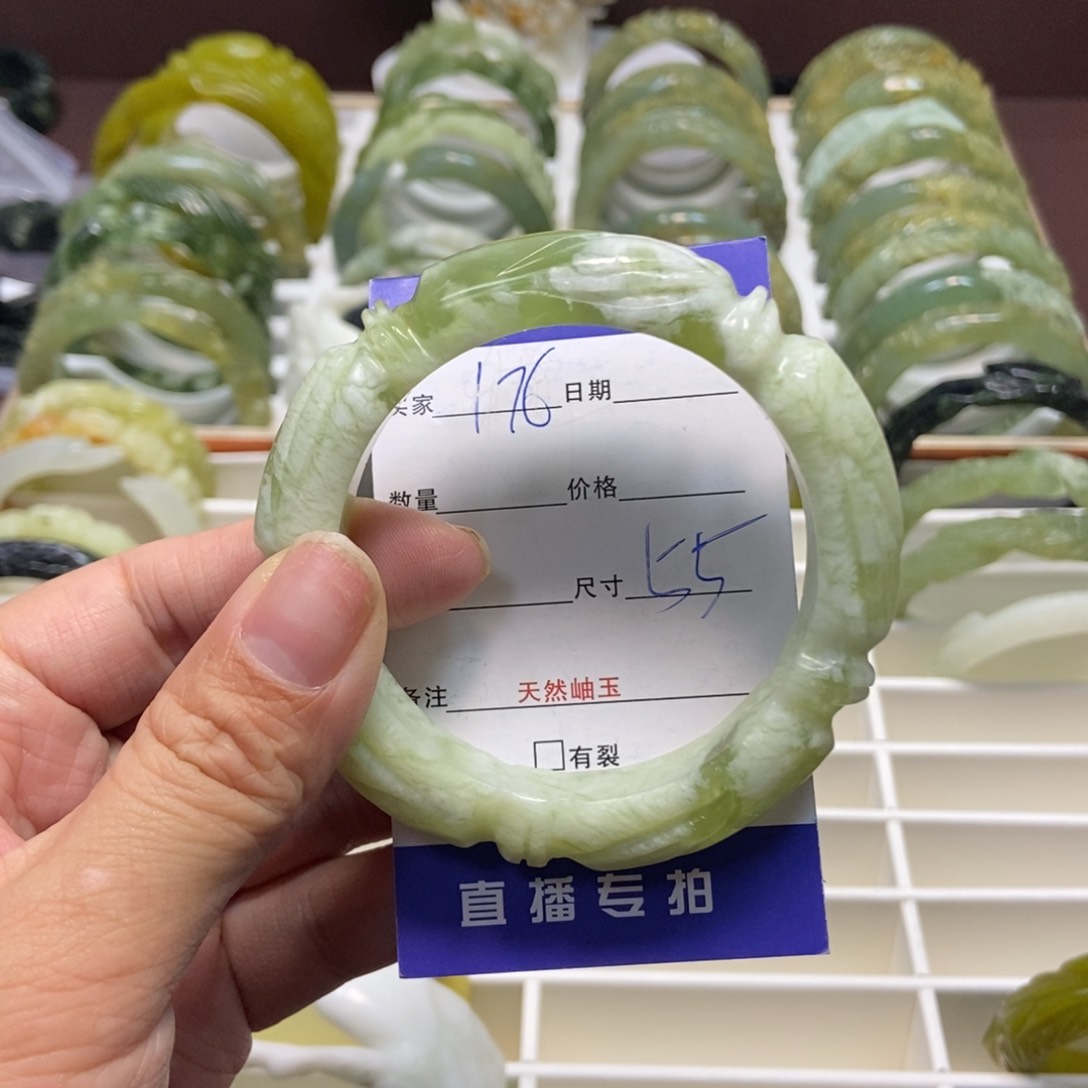 买家 176 日期
数量 价格
尺寸 55
备注 天然岫玉
有裂
直播专拍